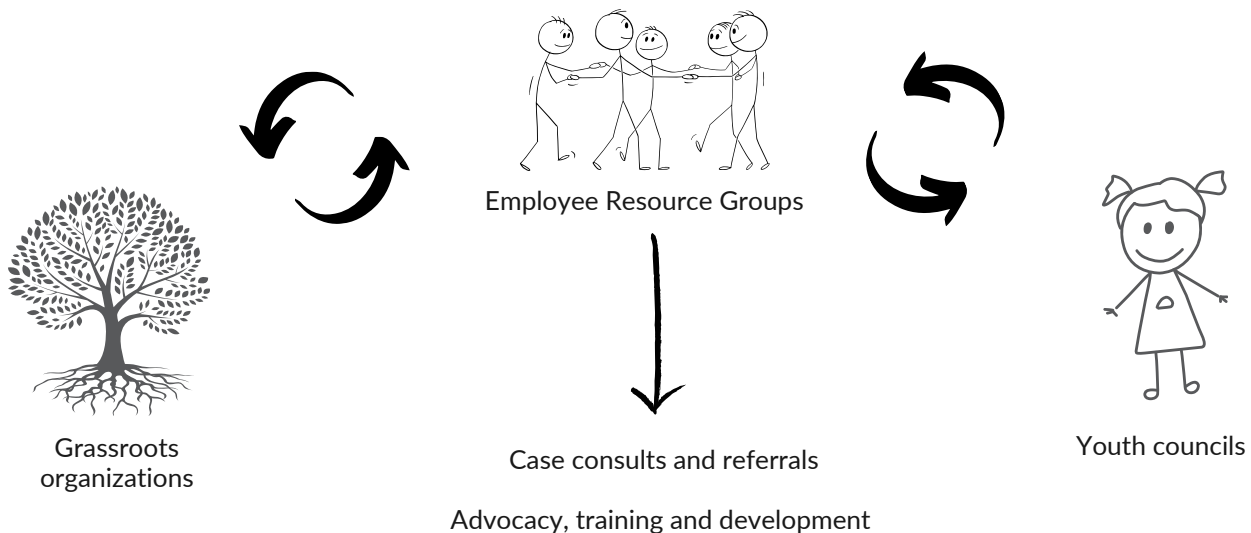 Employee Resource Groups
Grassroots
organizations
Youth councils
Case consults and referrals
Advocacy, training and development